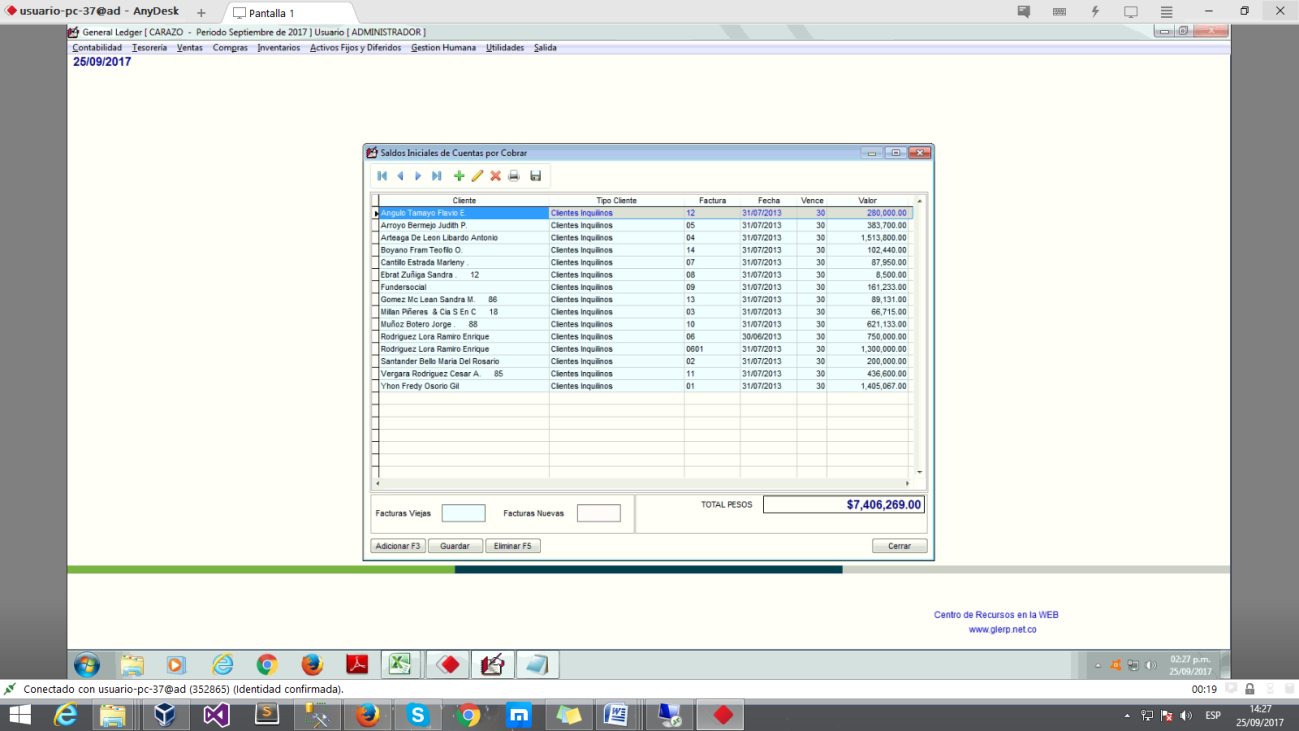 usuario-pc-37@ad - AnyDesk + Pantalla 1
General Ledger [ CARAZO - Periodo Septiembre de 2017 ] Usuario [ ADMINISTRADOR ]
Contabilidad Tesorería Ventas Compras Inventarios Activos Fijos y Diferidos Gestion Humana Utilidades Salida
25/09/2017
Saldos Iniciales de Cuentas por Cobrar
Cliente Tipo Cliente Factura Fecha Vence Valor
Angulo Tamayo Flavio E. Clientes Inquilinos 12 31/07/2013 30 280,000.00
Arroyo Bermejo Judith P. Clientes Inquilinos 05 31/07/2013 30 383,700.00
Arteaga De Leon Libardo Antonio Clientes Inquilinos 04 31/07/2013 30 1,513,800.00
Boyano Fram Teofilo O. Clientes Inquilinos 14 31/07/2013 30 102,440.00
Cantillo Estrada Marleny . Clientes Inquilinos 07 31/07/2013 30 87,950.00
Ebrat Zuñiga Sandra . 12 Clientes Inquilinos 08 31/07/2013 30 8,500.00
Fundersocial Clientes Inquilinos 09 31/07/2013 30 161,233.00
Gomez Mc Lean Sandra M. 86 Clientes Inquilinos 13 31/07/2013 30 89,131.00
Millan Piñeres & Cia S En C 18 Clientes Inquilinos 03 31/07/2013 30 66,715.00
Muñoz Botero Jorge . 88 Clientes Inquilinos 10 31/07/2013 30 621,133.00
Rodriguez Lora Ramiro Enrique Clientes Inquilinos 06 30/06/2013 30 750,000.00
Rodriguez Lora Ramiro Enrique Clientes Inquilinos 0601 31/07/2013 30 1,300,000.00
Santander Bello Maria Del Rosario Clientes Inquilinos 02 31/07/2013 30 200,000.00
Vergara Rodriguez Cesar A. 85 Clientes Inquilinos 11 31/07/2013 30 436,600.00
Yhon Fredy Osorio Gil Clientes Inquilinos 01 31/07/2013 30 1,405,067.00
TOTAL PESOS $7,406,269.00
Facturas Viejas Facturas Nuevas
Adicionar F3 Guardar Eliminar F5 Cerrar
Centro de Recursos en la WEB
www.glerp.net.co
02:27 p.m.
25/09/2017
Conectado con usuario-pc-37@ad (352865) (Identidad confirmada). 00:19
ESP 14:27
25/09/2017